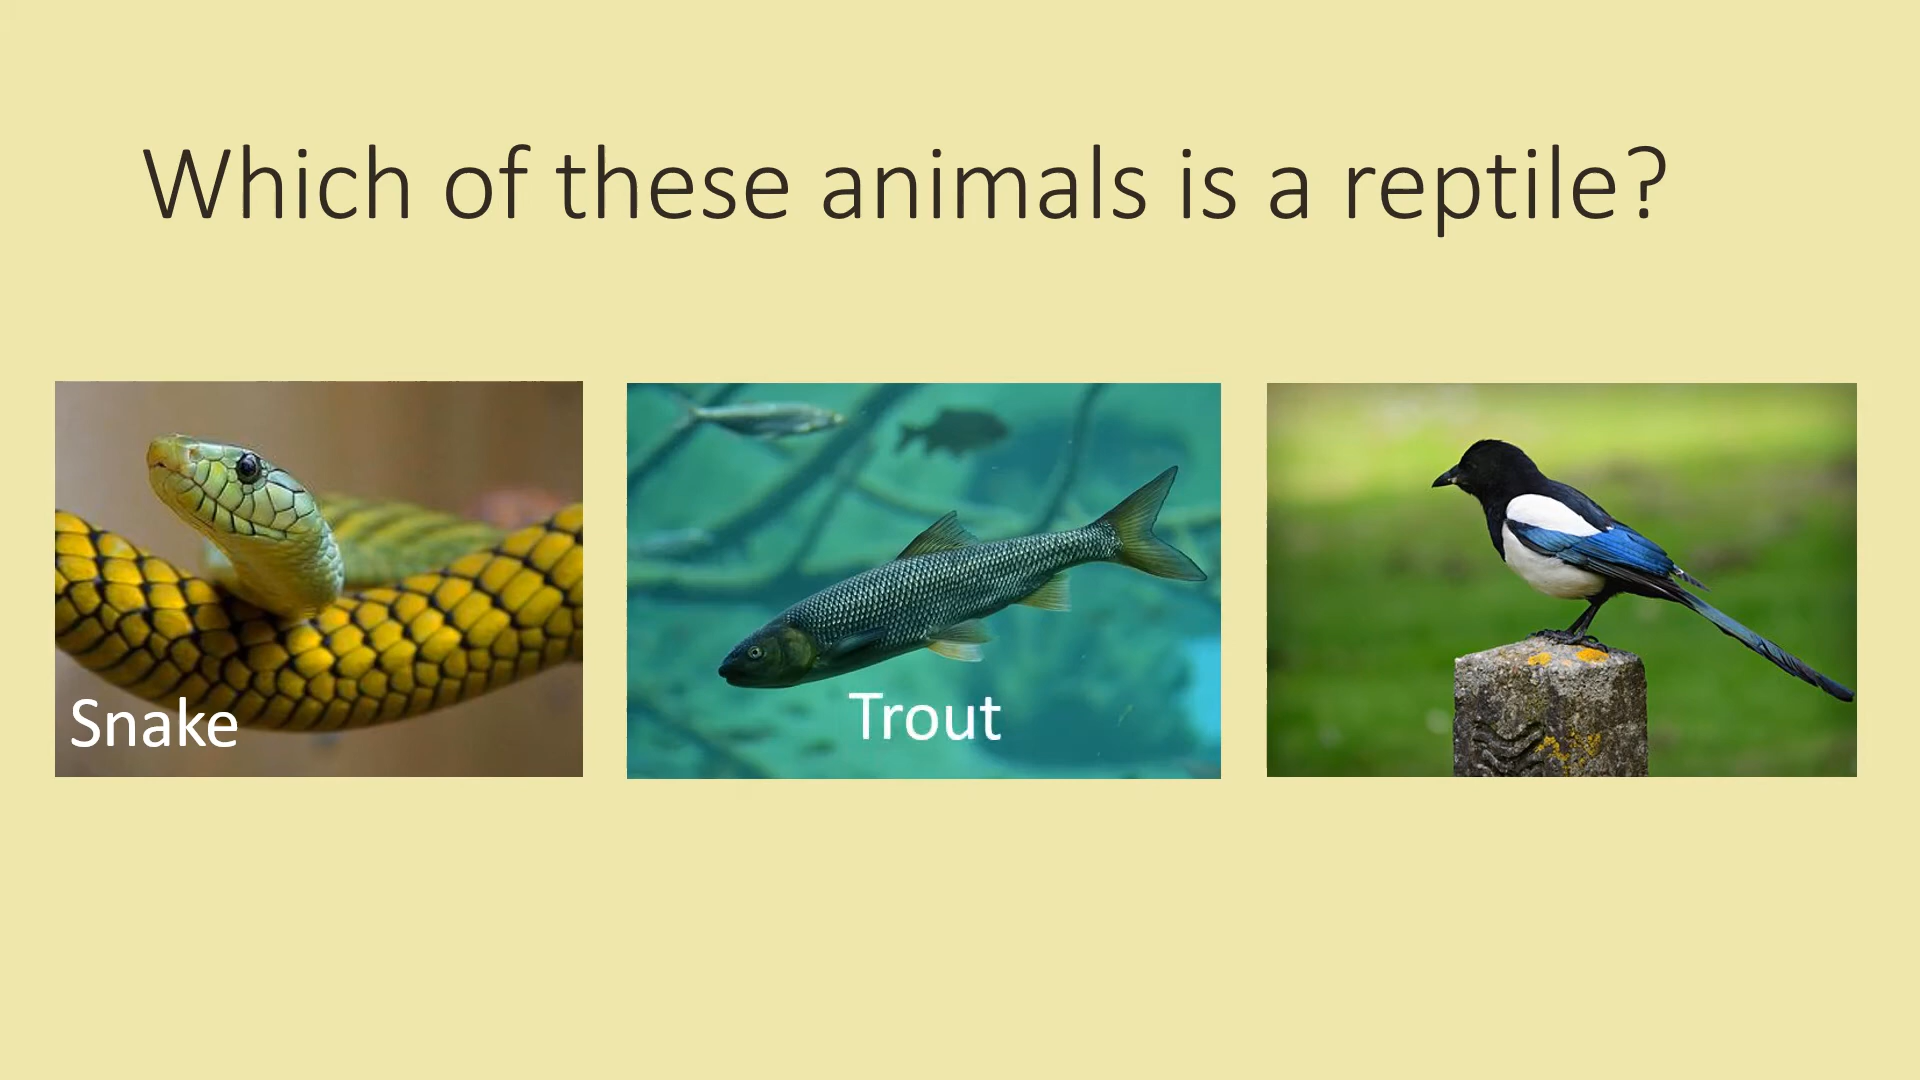 Which of these animals is a reptile?
Snake
Trout